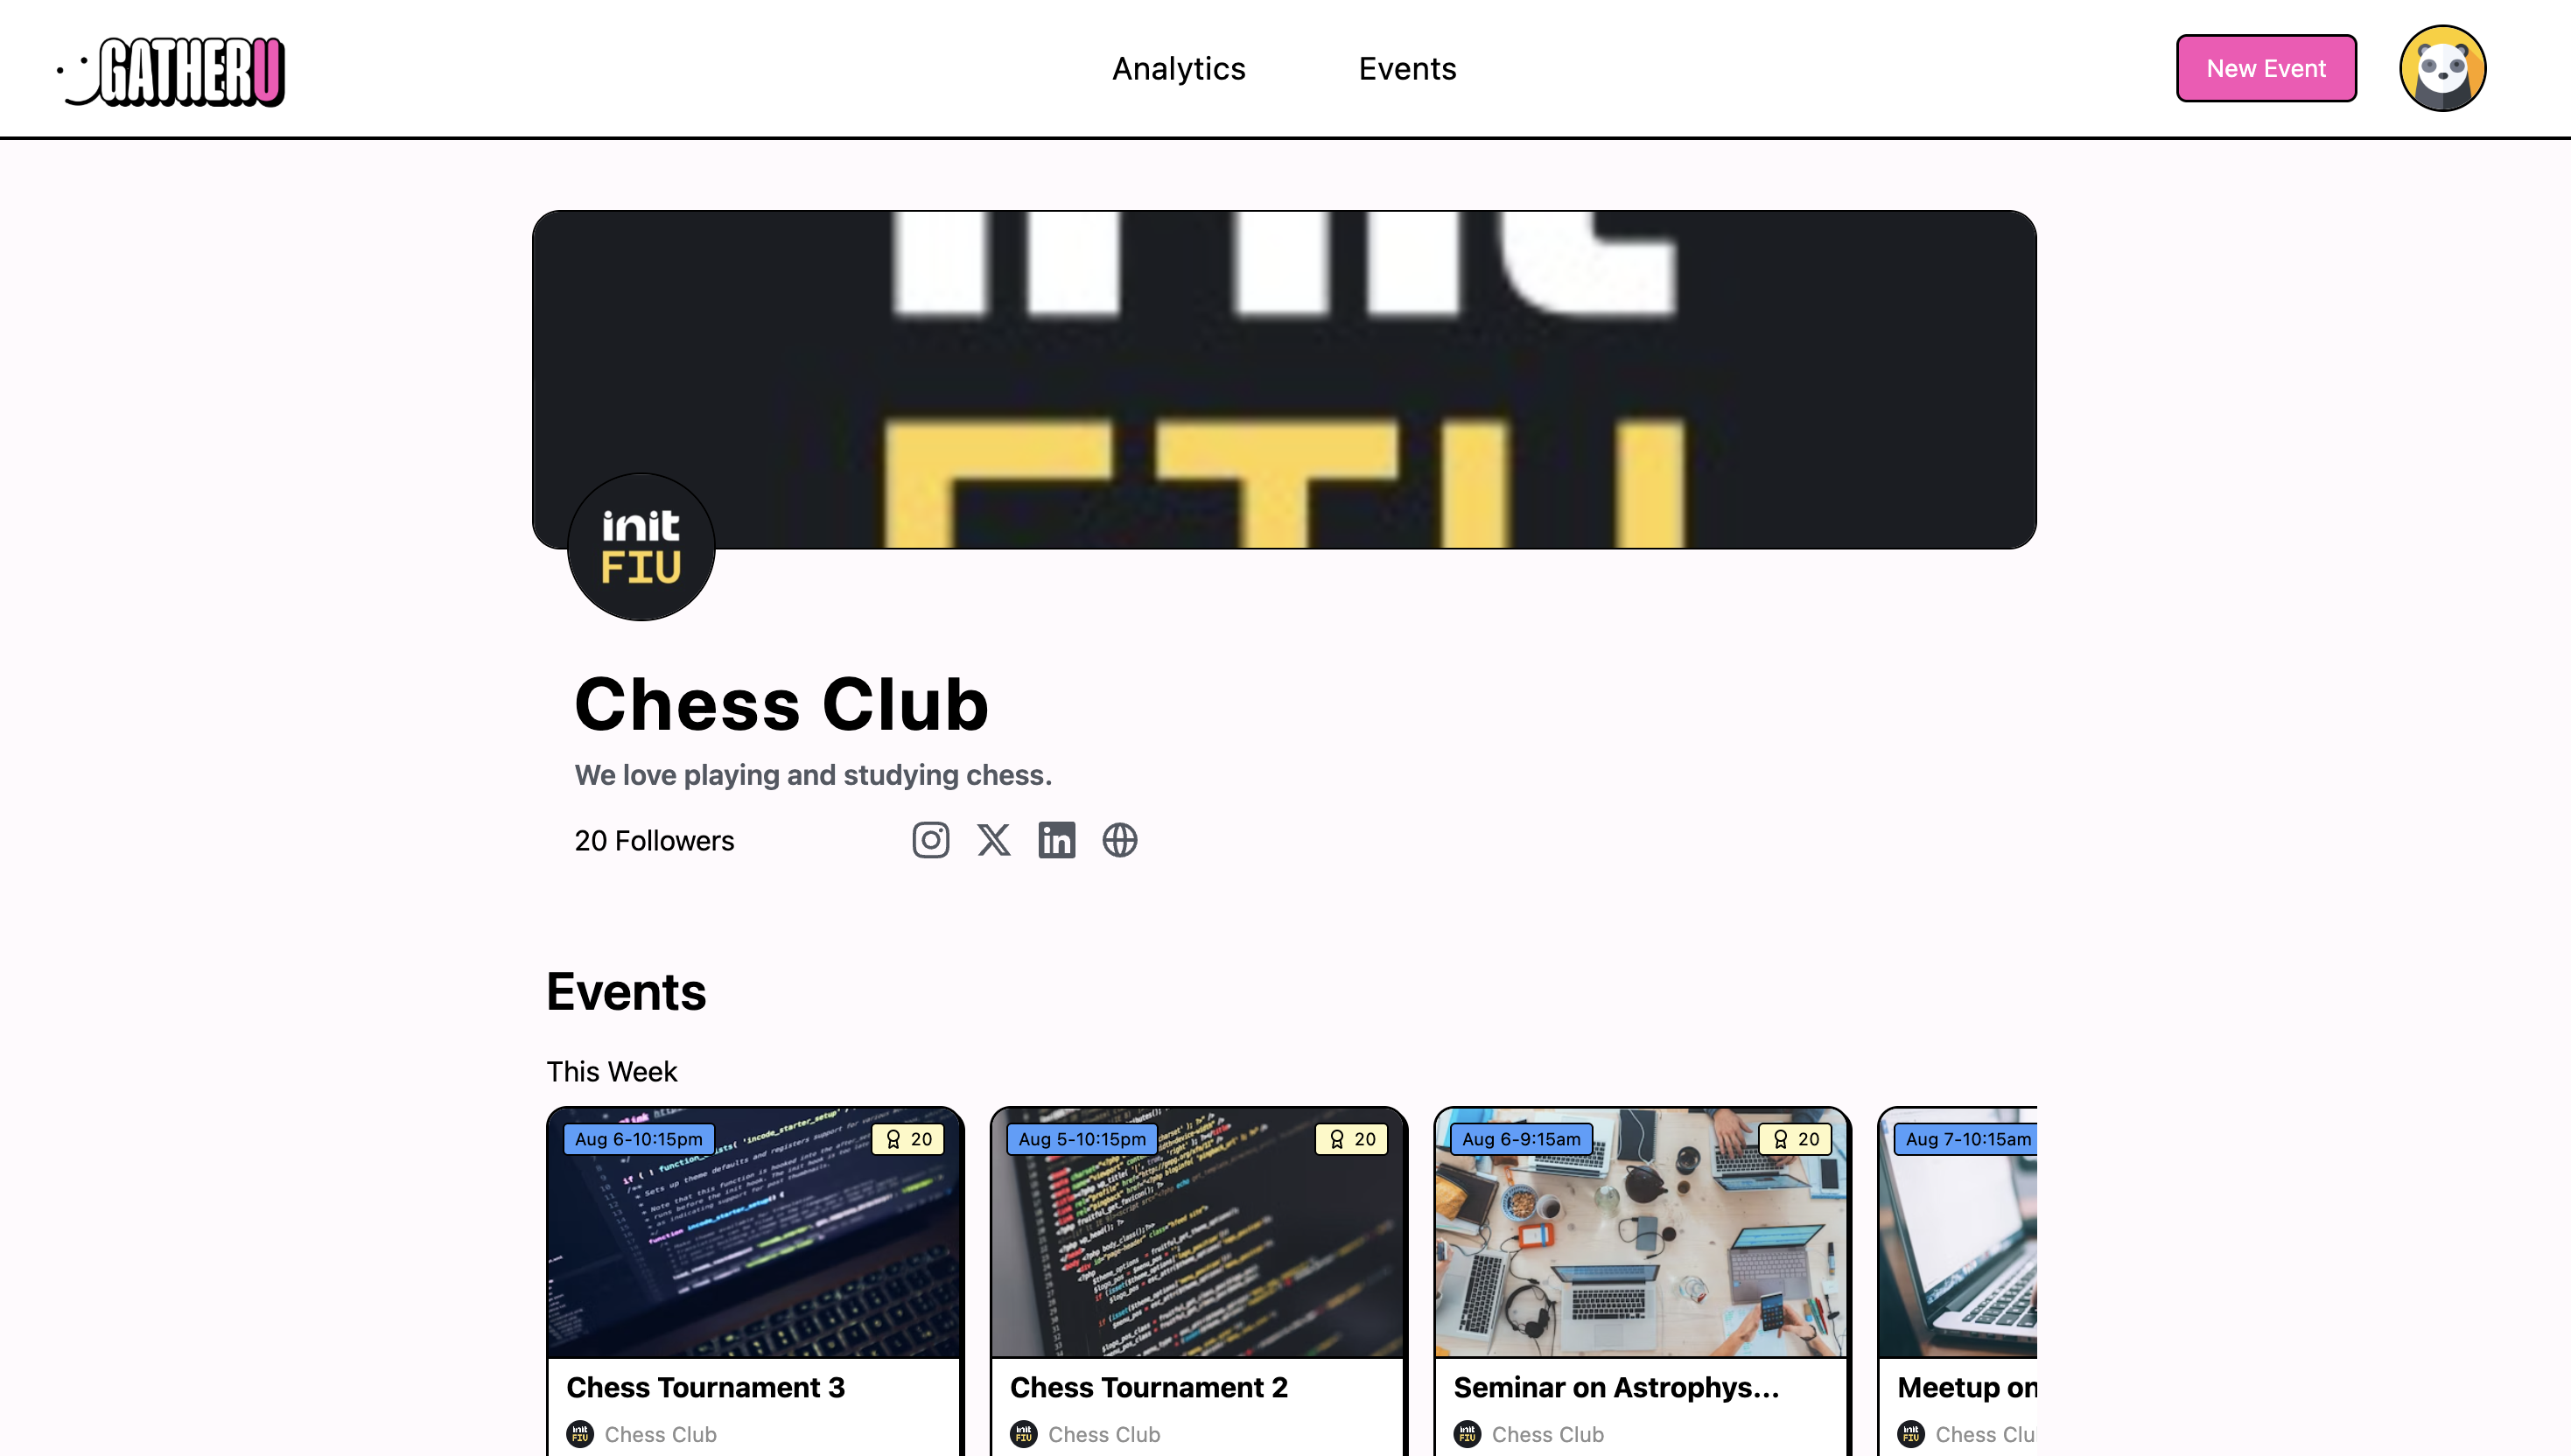 GATHERU
Analytics
Events
New Event
init
FIU
init
FIU
Chess Club
We love playing and studying chess.
20 Followers
Events
This Week
Aug 6-10:15pm
20
Chess Tournament 3
Chess Club
Aug 5-10:15pm
20
Chess Tournament 2
Chess Club
Aug 6-9:15am
20
Seminar on Astrophys...
Chess Club
Aug 7-10:15am
Meetup on
Chess Clu